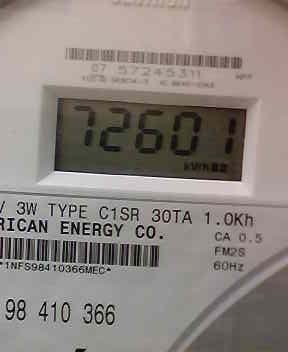 07 57245311
72601
kWh
V 3W TYPE C1SR 30TA 1.0Kh
RICAN ENERGY CO.
CA 0.5
FM2S
60Hz
*1NFS98410366MEC*
98 410 366